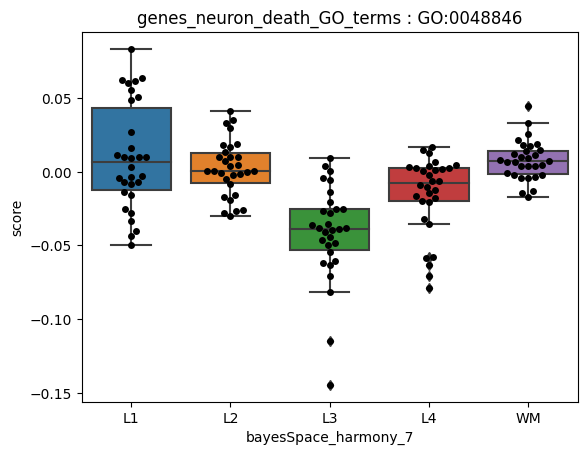 genes_neuron_death_GO_terms : GO:0048846
score
0.05
0.00
−0.05
−0.10
−0.15
L1 L2 L3 L4 WM
bayesSpace_harmony_7